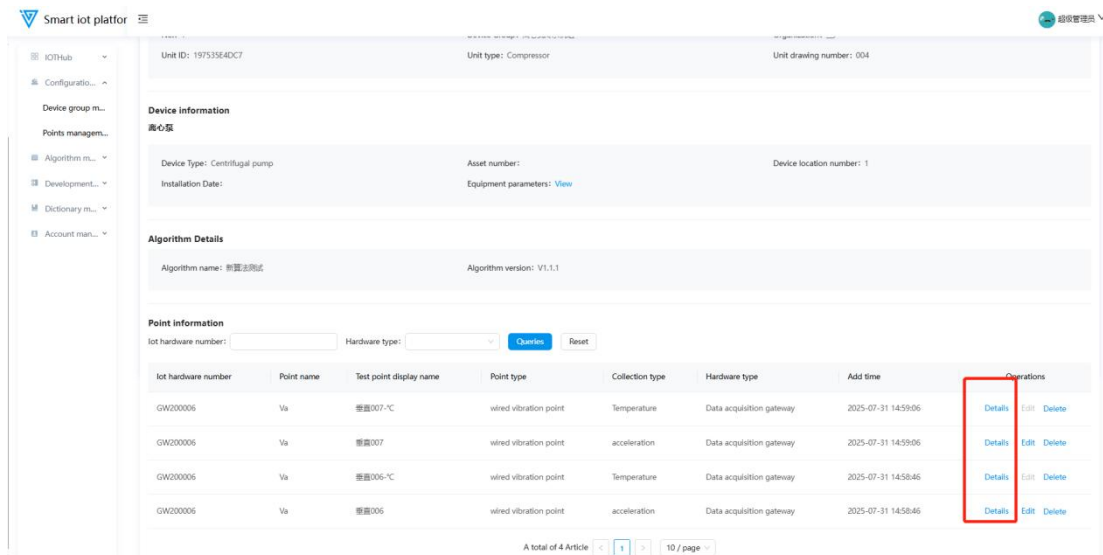 Smart iot platfor
超级管理员
IOTHub
Configuratio...
Device group m...
Points managem...
Algorithm m...
Development...
Dictionary m...
Account man...
Unit ID: 197535E4DC7 Unit type: Compressor Unit drawing number: 004
Device information
离心泵
Device Type: Centrifugal pump Asset number: Device location number: 1
Installation Date: Equipment parameters: View
Algorithm Details
Algorithm name: 新算法测试 Algorithm version: V1.1.1
Point information
Iot hardware number: Hardware type: Queries Reset
Iot hardware number Point name Test point display name Point type Collection type Hardware type Add time Operations
GW200006 Va 垂直007-℃ wired vibration point Temperature Data acquisition gateway 2025-07-31 14:59:06 Details Edit Delete
GW200006 Va 垂直007 wired vibration point acceleration Data acquisition gateway 2025-07-31 14:59:06 Details Edit Delete
GW200006 Va 垂直006-℃ wired vibration point Temperature Data acquisition gateway 2025-07-31 14:58:46 Details Edit Delete
GW200006 Va 垂直006 wired vibration point acceleration Data acquisition gateway 2025-07-31 14:58:46 Details Edit Delete
A total of 4 Article < 1 > 10 / page